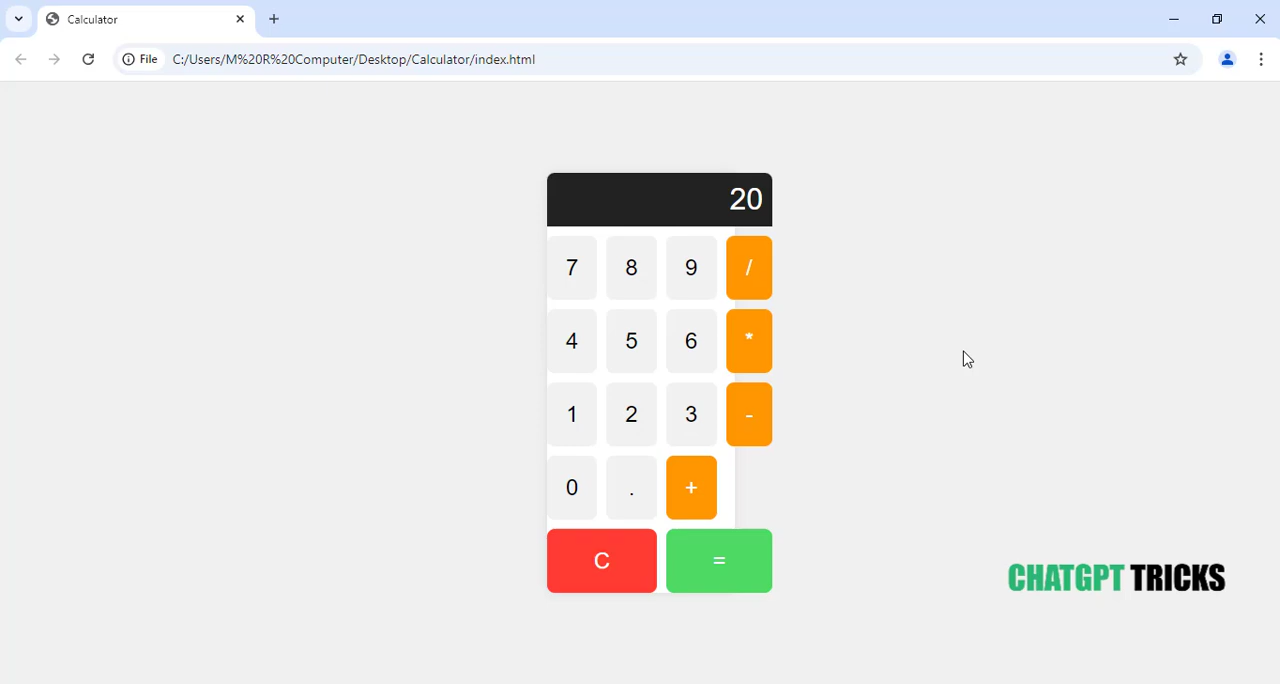 Calculator
File C:/Users/M%20R%20Computer/Desktop/Calculator/index.html
20
7 8 9 /
4 5 6 *
1 2 3 -
0 . +
C =
CHATGPT TRICKS